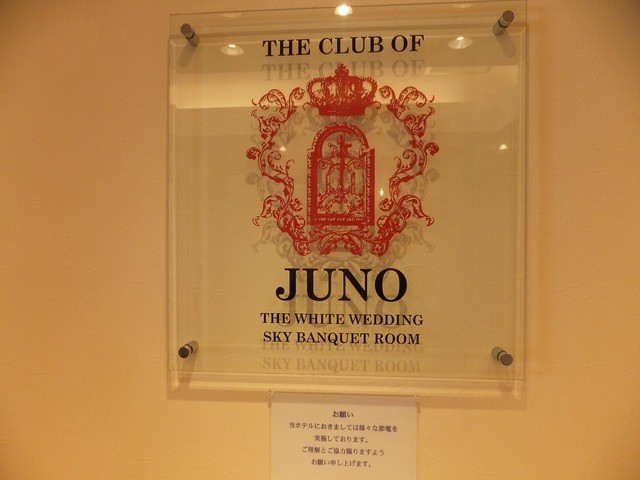 THE CLUB OF
JUNO
THE WHITE WEDDING
SKY BANQUET ROOM
お願い
当ホテルにおきましては様々な節電を
実施しております。
ご理解とご協力賜りますよう
お願い申し上げます。